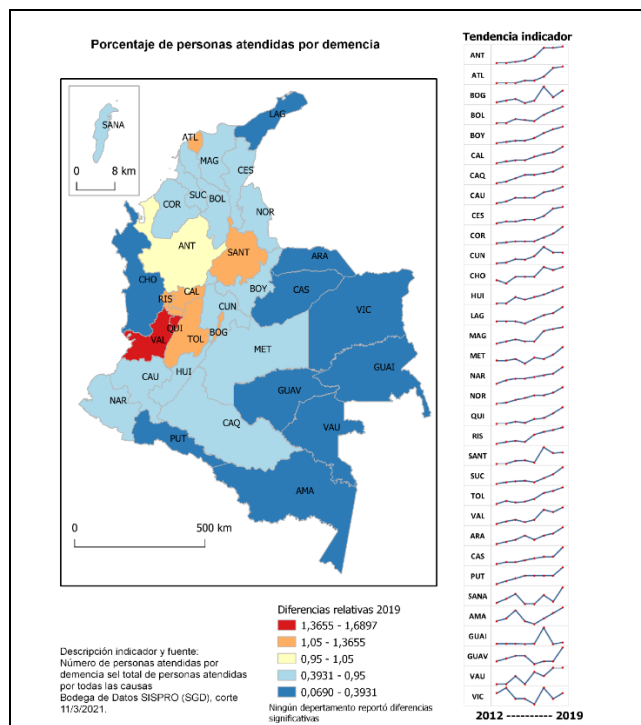 Porcentaje de personas atendidas por demencia
SANA
0 8 km
LAG
ATL
MAG
CES
COR
SUC
BOL
NOR
ANT
SANT
ARA
CHO
BOY
CAS
CAL
RIS
CUN
VIC
QUI
BOG
VAL
TOL
MET
GUAI
CAU
HUI
GUAV
NAR
CAQ
VAU
PUT
AMA
0 500 km
Diferencias relativas 2019
1,3655 - 1,6897
1,05 - 1,3655
0,95 - 1,05
0,3931 - 0,95
0,0690 - 0,3931
Ningún departamento reportó diferencias
significativas
Descripción indicador y fuente:
Número de personas atendidas por
demencia sel total de personas atendidas
por todas las causas
Bodega de Datos SISPRO (SGD), corte
11/3/2021.
Tendencia indicador
ANT
ATL
BOG
BOL
BOY
CAL
CAQ
CAU
CES
COR
CUN
CHO
HUI
LAG
MAG
MET
NAR
NOR
QUI
RIS
SANT
SUC
TOL
VAL
ARA
CAS
PUT
SANA
AMA
GUAI
GUAV
VAU
VIC
2012 ---------- 2019